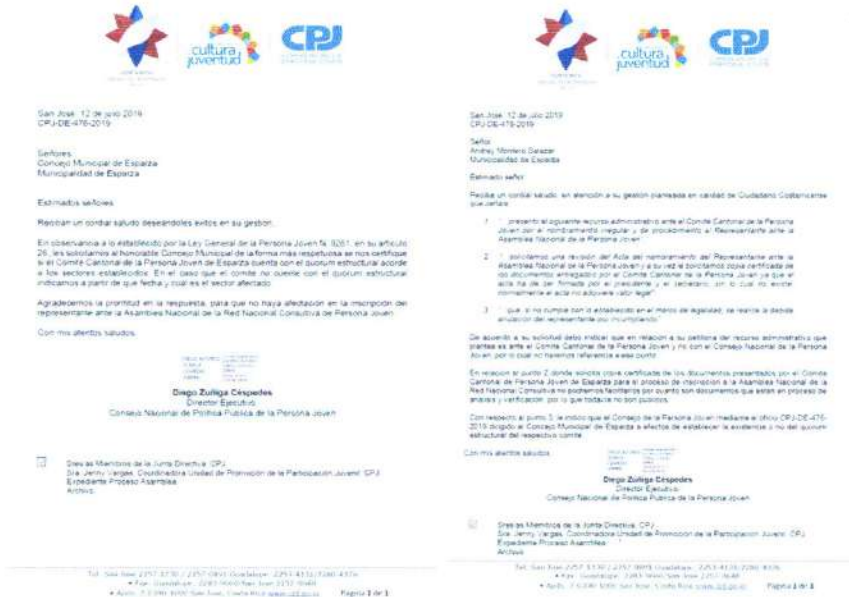 cultura
juventud
CPJ
San José, 12 de julio 2019
CPJ-DE-476-2019
Señores
Concejo Municipal de Esparza
Municipalidad de Esparza
Estimados señores
Reciban un cordial saludo deseándoles éxitos en su gestión.
En observancia a lo establecido por la Ley General de la Persona Joven N. 8261, en su artículo
26, les solicitamos al honorable Concejo Municipal de la forma más respetuosa se nos certifique
si el Comité Cantonal de la Persona Joven de Esparza cuenta con el quorum estructural acorde
a los sectores establecidos. En el caso que el comité no cuente con el quorum estructural
indicarnos a partir de que fecha y cuál es el sector afectado.
Agradecemos la prontitud en la respuesta, para que no haya afectación en la inscripción del
representante ante la Asamblea Nacional de la Red Nacional Consultiva de Persona Joven
Con mis atentos saludos.
Diego Zúñiga Céspedes
Director Ejecutivo
Consejo Nacional de Política Pública de la Persona Joven
Sres as Miembros de la Junta Directiva, CPJ
Sra. Jenny Vargas, Coordinadora Unidad de Promoción de la Participación Juvenil, CPJ
Expediente Proceso Asamblea
Archivo
Página 1 de 1
cultura
juventud
CPJ
San José, 12 de julio 2019
CPJ-DE-478-2019
Señor
Andrey Montero Salazar
Municipalidad de Esparza
Estimado señor
Reciba un cordial saludo, en atención a su gestión planteada en calidad de Ciudadano Costarricense
que señala
1. " presento el siguiente recurso administrativo ante el Comité Cantonal de la Persona
Joven por el nombramiento irregular y de procedimiento al Representante ante la
Asamblea Nacional de la Persona Joven"
2. " solicitamos una revisión del Acta del nombramiento del Representante ante la
Asamblea Nacional de la Persona Joven y a su vez le solicitamos copia certificada de
los documentos entregados por el Comité Cantonal de la Persona Joven ya que el
acta ha de ser firmada por el presidente y el secretario, sin lo cual no existe
normalmente el acta no adquiere valor legal"
3. " que, si no cumple con lo establecido en el marco de legalidad, se realice la debida
anulación del representante por incumplimiento"
De acuerdo a su solicitud debo indicar que en relación a su petitoria del recurso administrativo que
plantea es ante el Comité Cantonal de la Persona Joven y no con el Consejo Nacional de la Persona
Joven, por lo cual no haremos referencia a ese punto.
En relación al punto 2 donde solicita copia certificada de los documentos presentados por el Comité
Cantonal de Persona Joven de Esparza para el proceso de inscripción a la Asamblea Nacional de la
Red Nacional Consultiva no podremos facilitarlos por cuanto son documentos que están en proceso de
análisis y verificación, por lo que todavía no son públicos.
Con respecto al punto 3, le indico que el Consejo de la Persona Joven mediante el oficio CPJ-DE-476-
2019 dirigido al Concejo Municipal de Esparza a efectos de establecer la existencia o no del quorum
estructural del respectivo comité.
Con mis atentos saludos
Diego Zúñiga Céspedes
Director Ejecutivo
Consejo Nacional de Política Pública de la Persona Joven
Sres as Miembros de la Junta Directiva, CPJ
Sra. Jenny Vargas, Coordinadora Unidad de Promoción de la Participación Juvenil, CPJ
Expediente Proceso Asamblea
Archivo
Página 1 de 1